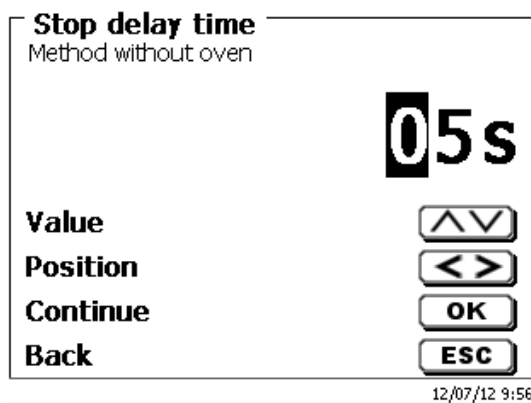 Stop delay time
Method without oven
05s
Value
Position
Continue OK
Back ESC
12/07/12 9:56